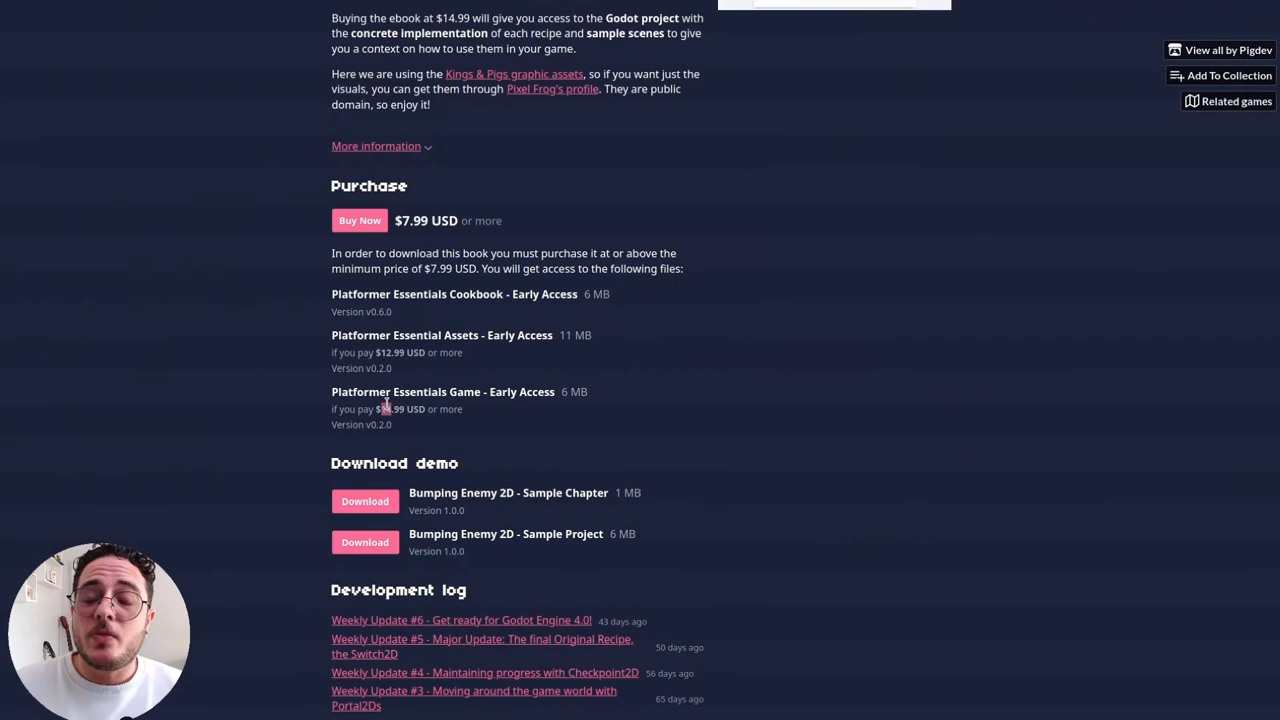 Buying the ebook at $14.99 will give you access to the Godot project with
the concrete implementation of each recipe and sample scenes to give
you a context on how to use them in your game.
Here we are using the Kings & Pigs graphic assets, so if you want just the
visuals, you can get them through Pixel Frog's profile. They are public
domain, so enjoy it!
More information
Purchase
Buy Now $7.99 USD or more
In order to download this book you must purchase it at or above the
minimum price of $7.99 USD. You will get access to the following files:
Platformer Essentials Cookbook - Early Access 6 MB
Version v0.6.0
Platformer Essential Assets - Early Access 11 MB
if you pay $12.99 USD or more
Version v0.2.0
Platformer Essentials Game - Early Access 6 MB
if you pay $14.99 USD or more
Version v0.2.0
Download demo
Download Bumping Enemy 2D - Sample Chapter 1 MB
Version 1.0.0
Download Bumping Enemy 2D - Sample Project 6 MB
Version 1.0.0
Development log
Weekly Update #6 - Get ready for Godot Engine 4.0! 43 days ago
Weekly Update #5 - Major Update: The final Original Recipe,
the Switch2D 50 days ago
Weekly Update #4 - Maintaining progress with Checkpoint2D 56 days ago
Weekly Update #3 - Moving around the game world with
Portal2Ds 65 days ago
View all by Pigdev
Add To Collection
Related games